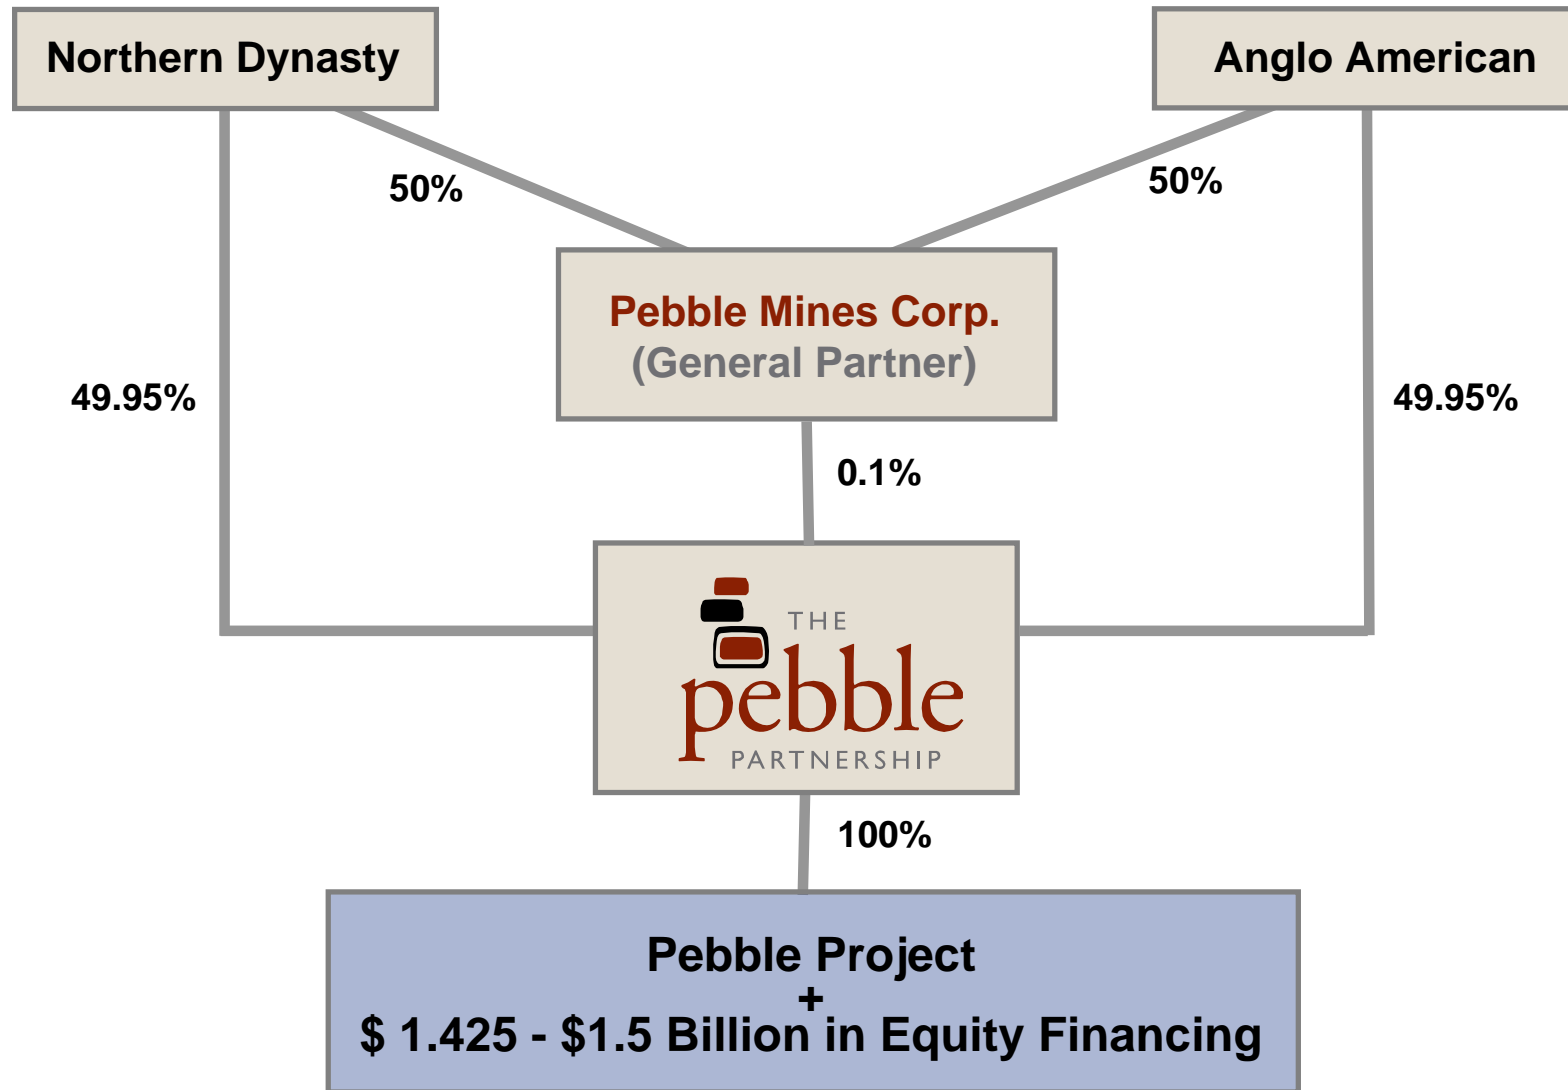 Northern Dynasty
Anglo American
50%
50%
Pebble Mines Corp.
(General Partner)
49.95%
49.95%
0.1%
THE
pebble
PARTNERSHIP
100%
Pebble Project
+
$ 1.425 - $1.5 Billion in Equity Financing